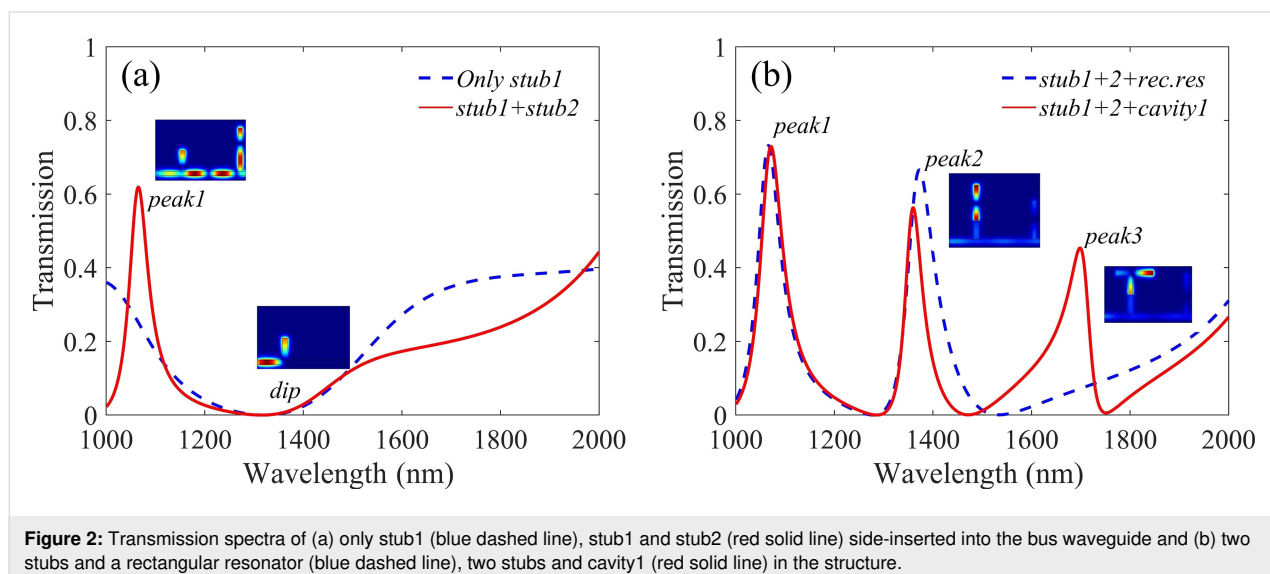 (a)
Only stub1
stub1+stub2
peak1
dip
1
0.8
0.6
0.4
0.2
0
1000 1200 1400 1600 1800 2000
Wavelength (nm)
Transmission
(b)
stub1+2+rec.res
stub1+2+cavity1
peak1
peak2
peak3
1
0.8
0.6
0.4
0.2
0
1000 1200 1400 1600 1800 2000
Wavelength (nm)
Transmission
Figure 2: Transmission spectra of (a) only stub1 (blue dashed line), stub1 and stub2 (red solid line) side-inserted into the bus waveguide and (b) two
stubs and a rectangular resonator (blue dashed line), two stubs and cavity1 (red solid line) in the structure.